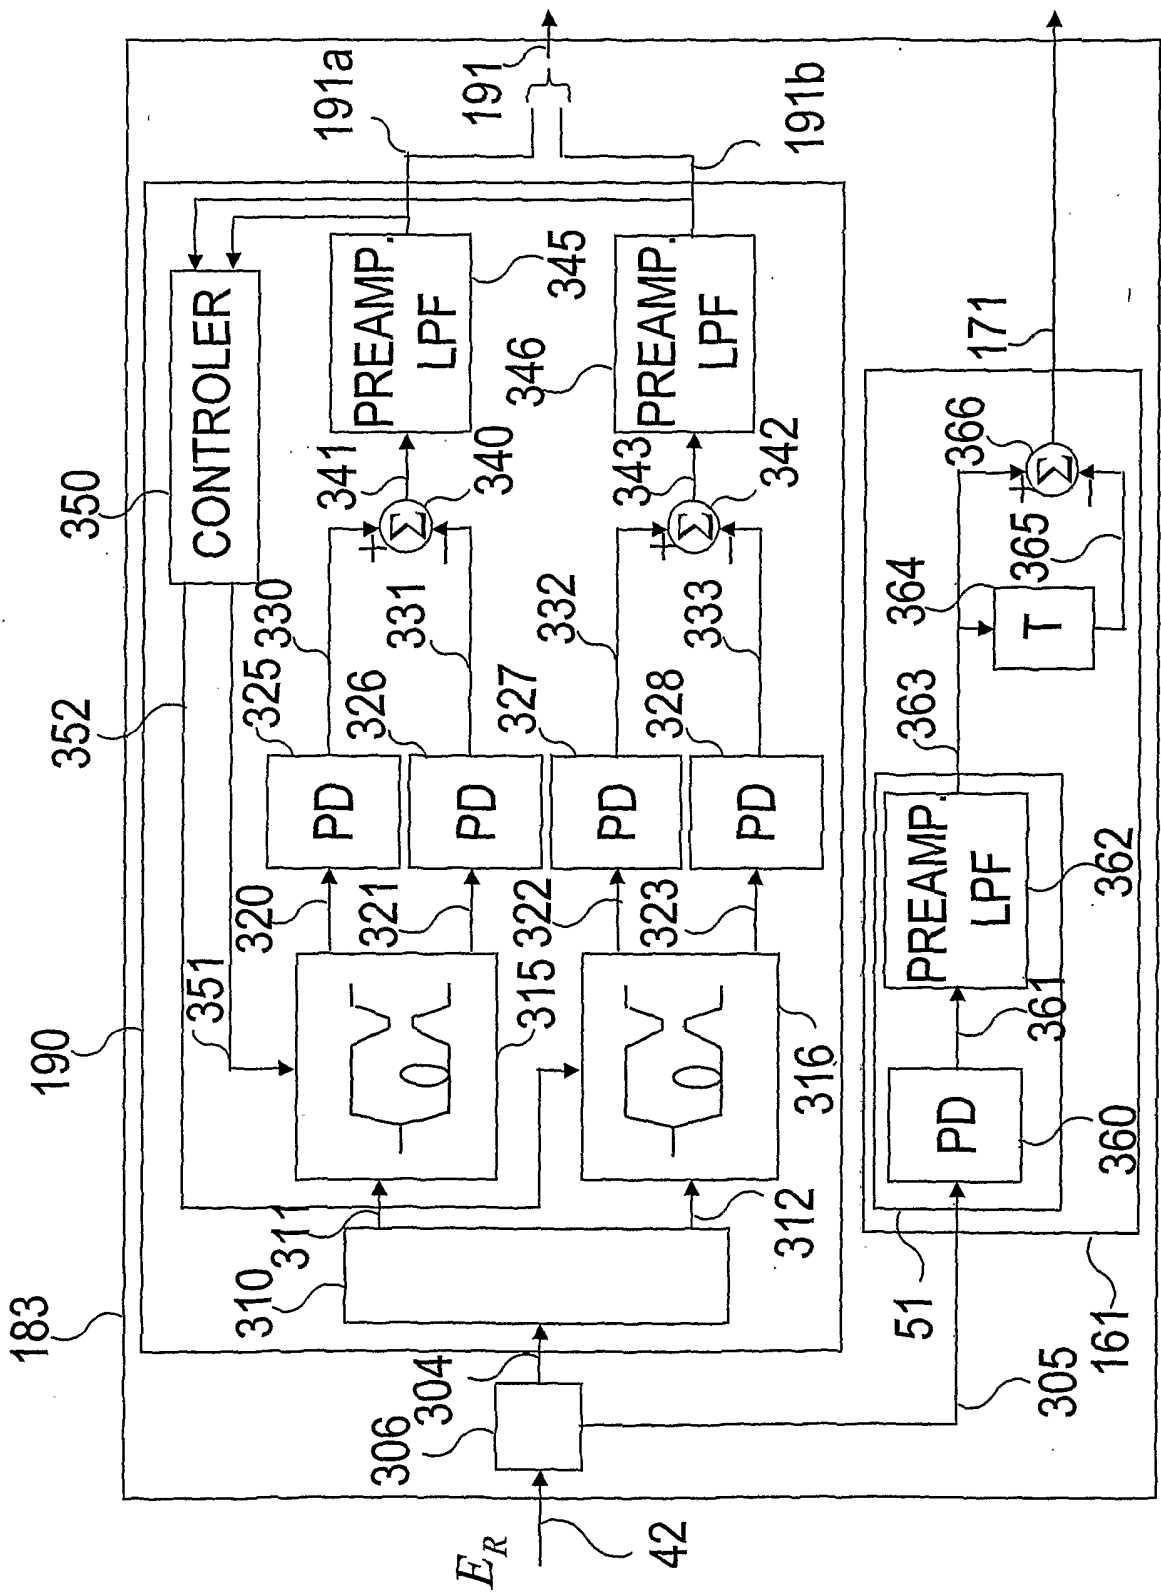 183
190
352
350
CONTROLER
351
320
325
330
341
340
PREAMP.
LPF
345
191a
191
321
326
331
315
322
327
332
343
342
346
PREAMP.
LPF
191b
323
328
333
316
PD
PD
PD
PD
Σ
+
−
Σ
+
−
310
311
312
304
306
E_R
42
305
51
161
PD
360
361
PREAMP.
LPF
362
363
364
T
365
Σ
+
−
366
171